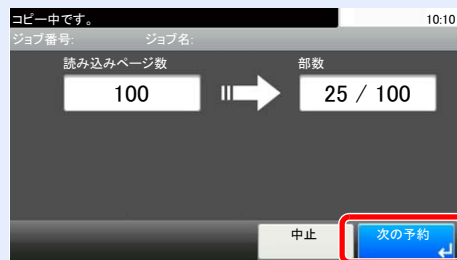 コピー中です。 10:10
ジョブ番号: ジョブ名:
読み込みページ数 部数
100 25 / 100
中止 次の予約